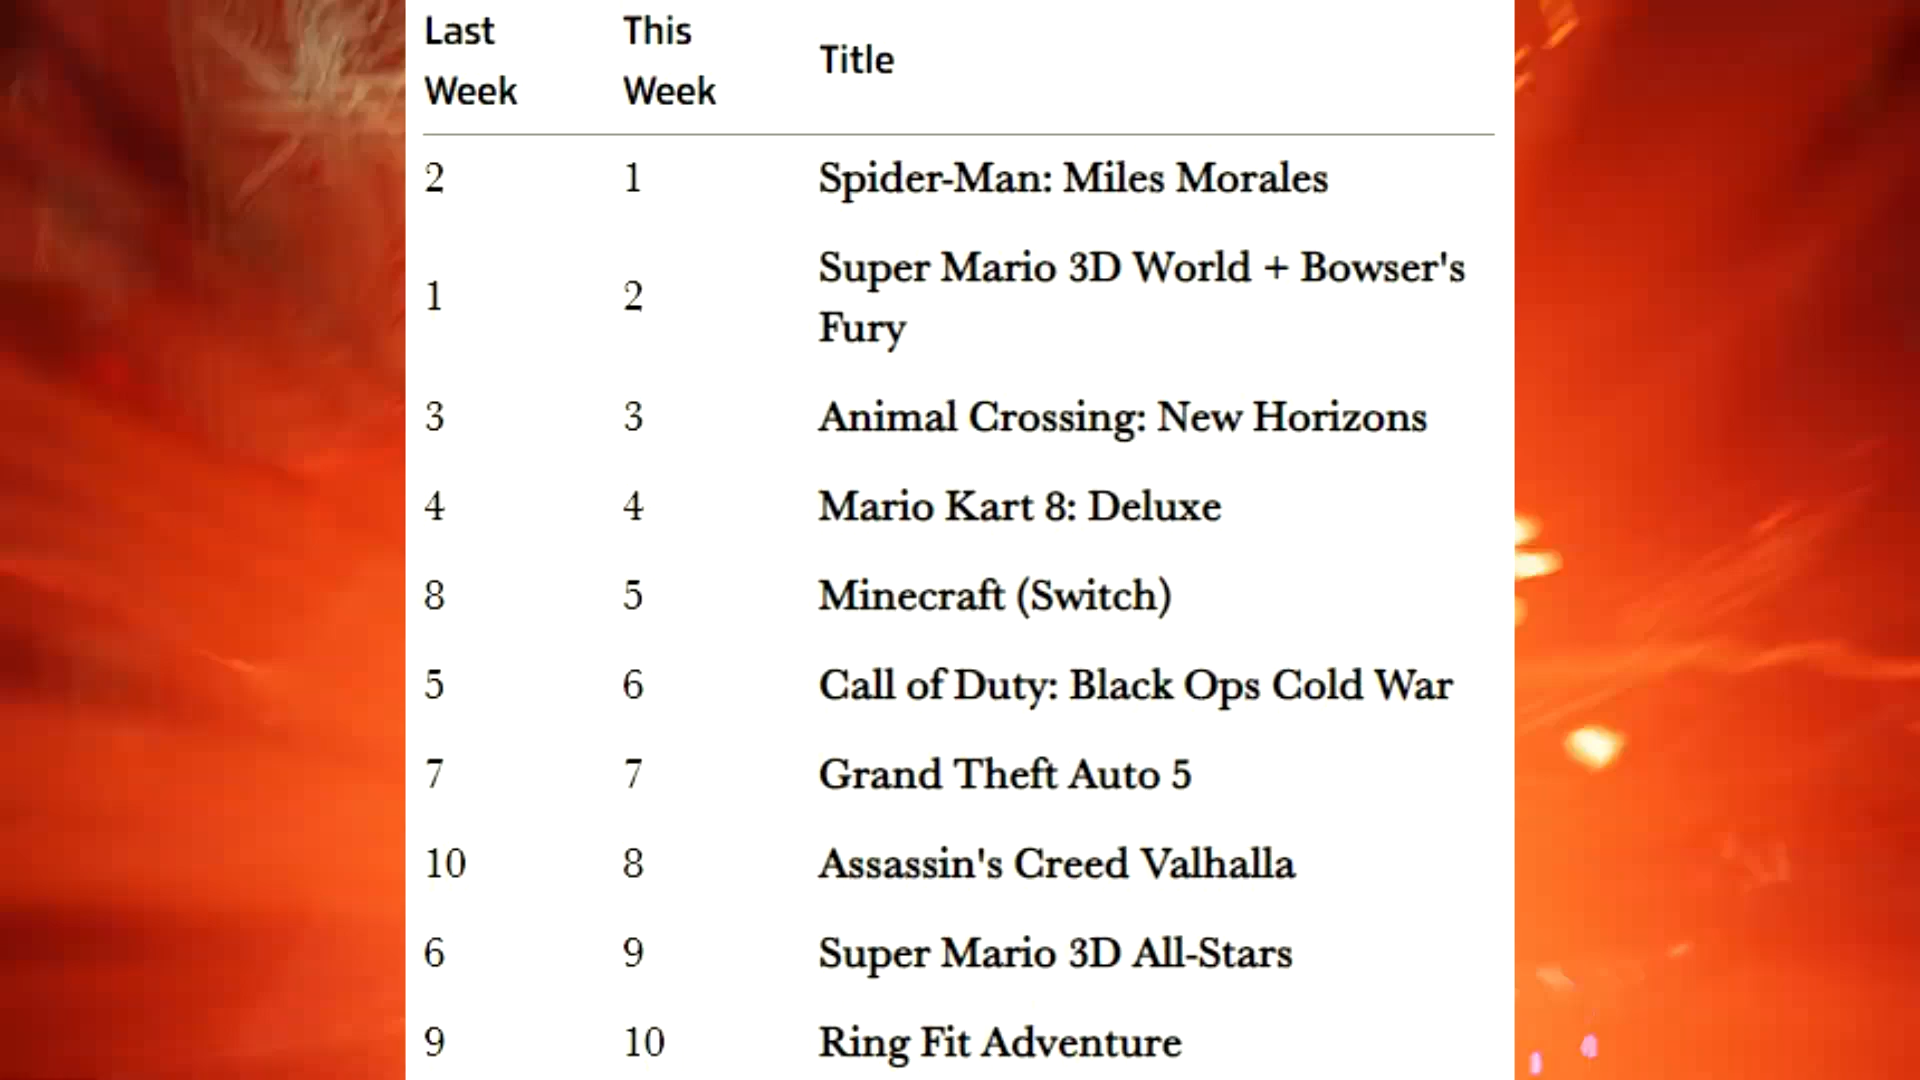 Last Week This Week Title
2 1 Spider-Man: Miles Morales
1 2 Super Mario 3D World + Bowser's
Fury
3 3 Animal Crossing: New Horizons
4 4 Mario Kart 8: Deluxe
8 5 Minecraft (Switch)
5 6 Call of Duty: Black Ops Cold War
7 7 Grand Theft Auto 5
10 8 Assassin's Creed Valhalla
6 9 Super Mario 3D All-Stars
9 10 Ring Fit Adventure